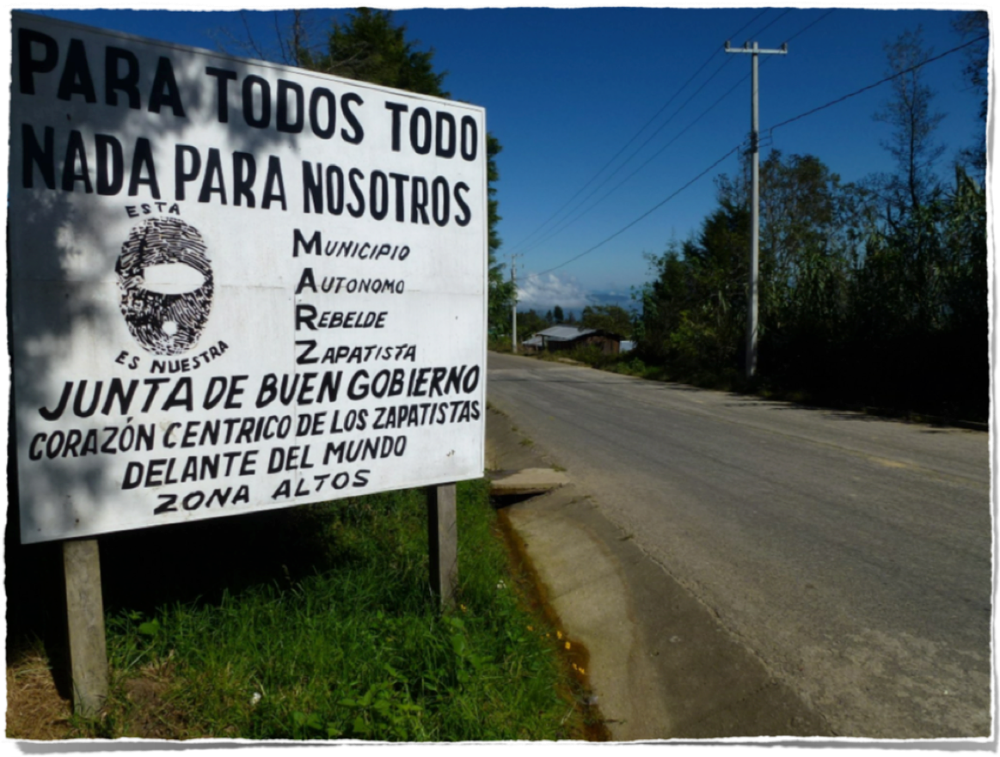 PARA TODOS TODO
NADA PARA NOSOTROS
ESTA
ES NUESTRA
MUNICIPIO
AUTONOMO
REBELDE
ZAPATISTA
JUNTA DE BUEN GOBIERNO
CORAZÓN CENTRICO DE LOS ZAPATISTAS
DELANTE DEL MUNDO
ZONA ALTOS